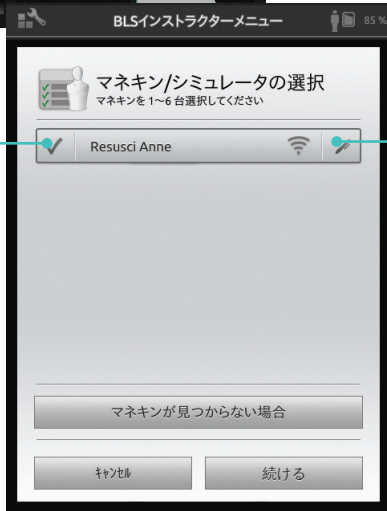 BLSインストラクターメニュー
85 %
マネキン/シミュレータの選択
マネキンを 1~6 台選択してください
Resusci Anne
マネキンが見つからない場合
ｷｬﾝｾﾙ
続ける